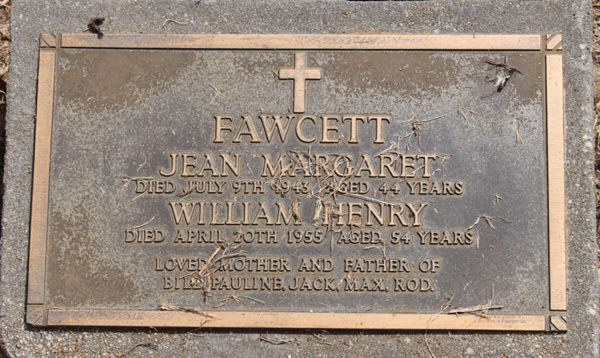 FAWCETT
JEAN MARGARET
DIED JULY 9TH 1943 AGED 44 YEARS
WILLIAM HENRY
DIED APRIL 20TH 1955 AGED 54 YEARS
LOVED MOTHER AND FATHER OF
BILL, PAULINE, JACK, MAX, ROD.